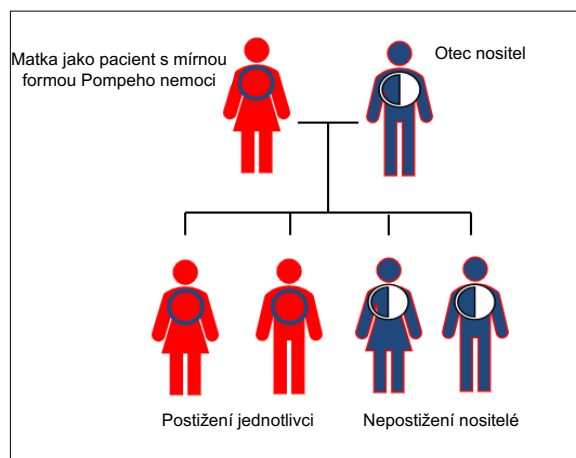 Matka jako pacient s mírnou
formou Pompeho nemoci
Otec nositel
Postižení jednotlivci
Nepostižení nositelé